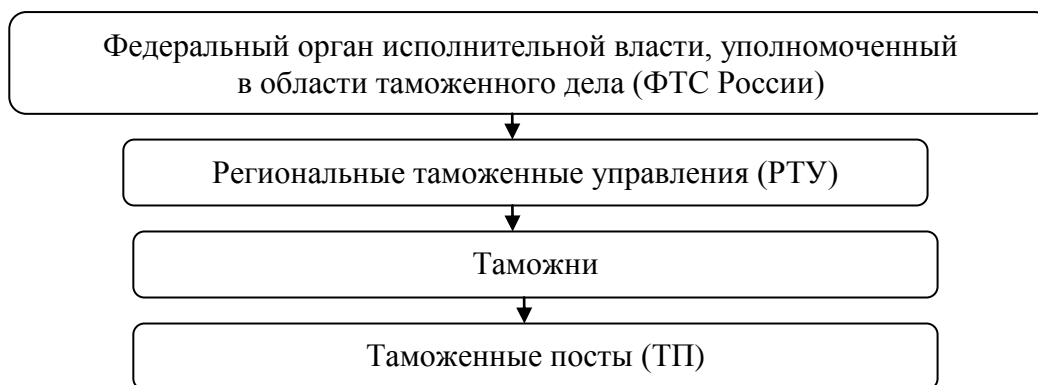 Федеральный орган исполнительной власти, уполномоченный
в области таможенного дела (ФТС России)
Региональные таможенные управления (РТУ)
Таможни
Таможенные посты (ТП)